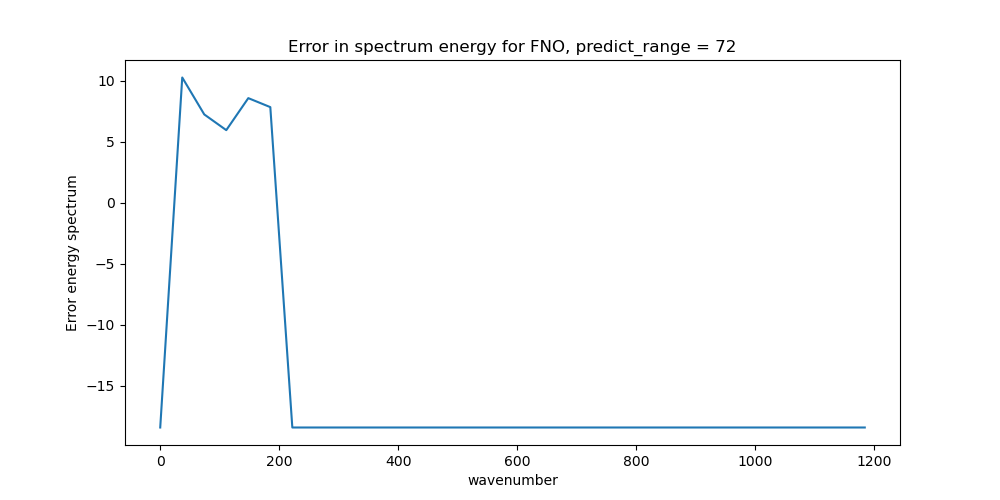 Error in spectrum energy for FNO, predict_range = 72
10
5
0
−5
−10
−15
Error energy spectrum
0 200 400 600 800 1000 1200
wavenumber